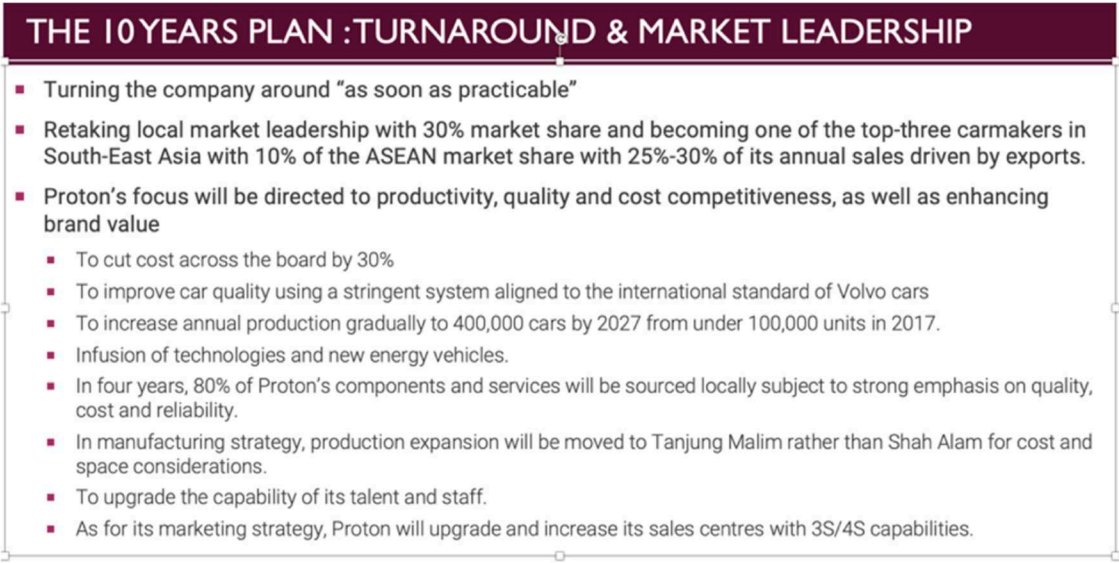 THE 10 YEARS PLAN : TURNAROUND & MARKET LEADERSHIP
Turning the company around “as soon as practicable”
Retaking local market leadership with 30% market share and becoming one of the top-three carmakers in
South-East Asia with 10% of the ASEAN market share with 25%-30% of its annual sales driven by exports.
Proton’s focus will be directed to productivity, quality and cost competitiveness, as well as enhancing
brand value
To cut cost across the board by 30%
To improve car quality using a stringent system aligned to the international standard of Volvo cars
To increase annual production gradually to 400,000 cars by 2027 from under 100,000 units in 2017.
Infusion of technologies and new energy vehicles.
In four years, 80% of Proton’s components and services will be sourced locally subject to strong emphasis on quality,
cost and reliability.
In manufacturing strategy, production expansion will be moved to Tanjung Malim rather than Shah Alam for cost and
space considerations.
To upgrade the capability of its talent and staff.
As for its marketing strategy, Proton will upgrade and increase its sales centres with 3S/4S capabilities.